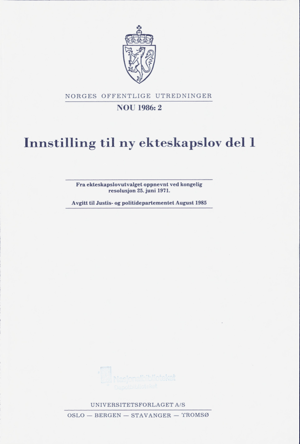 NORGES OFFENTLIGE UTREDNINGER
NOU 1986: 2
Innstilling til ny ekteskapslov del 1
Fra ekteskapslovutvalget oppnevnt ved kongelig
resolusjon 25. juni 1971.
Avgitt til Justis- og politidepartementet August 1985
UNIVERSITETSFORLAGET A/S
OSLO — BERGEN — STAVANGER — TROMSØ